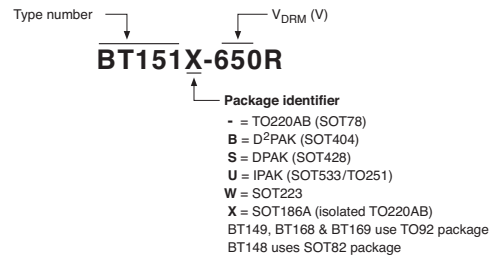 Type number
V_DRM (V)
BT151X-650R
Package identifier
- = TO220AB (SOT78)
B = D²PAK (SOT404)
S = DPAK (SOT428)
U = IPAK (SOT533/TO251)
W = SOT223
X = SOT186A (isolated TO220AB)
BT149, BT168 & BT169 use TO92 package
BT148 uses SOT82 package